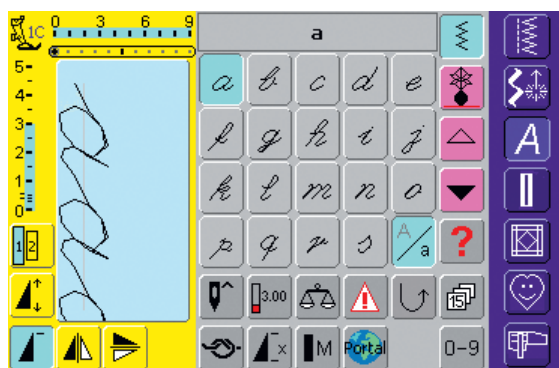 1C 0 3 6 9
a
5
4
3
2
1
0
a b c d e
f g h i j
A
k l m n o
1 2
p q r s A/a ?
3.00 15
M Portal 0-9